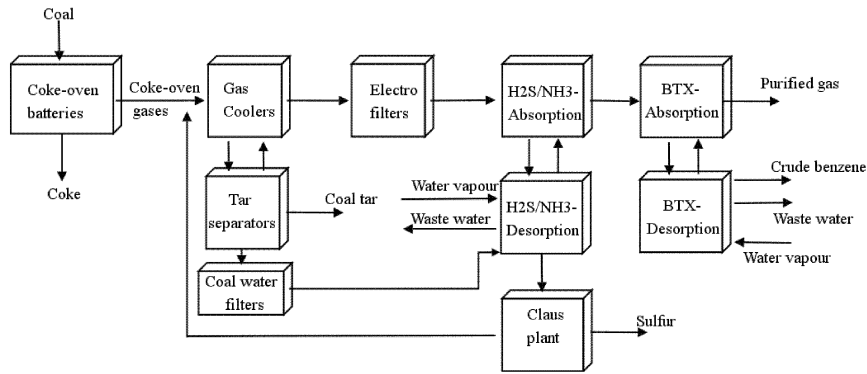 Coal
Coke-oven
batteries
Coke-oven
gases
Gas
Coolers
Electro
filters
H2S/NH3-
Absorption
BTX-
Absorption
Purified gas
Coke
Tar
separators
Coal tar
Water vapour
Waste water
H2S/NH3-
Desorption
BTX-
Desorption
Crude benzene
Waste water
Water vapour
Coal water
filters
Claus
plant
Sulfur